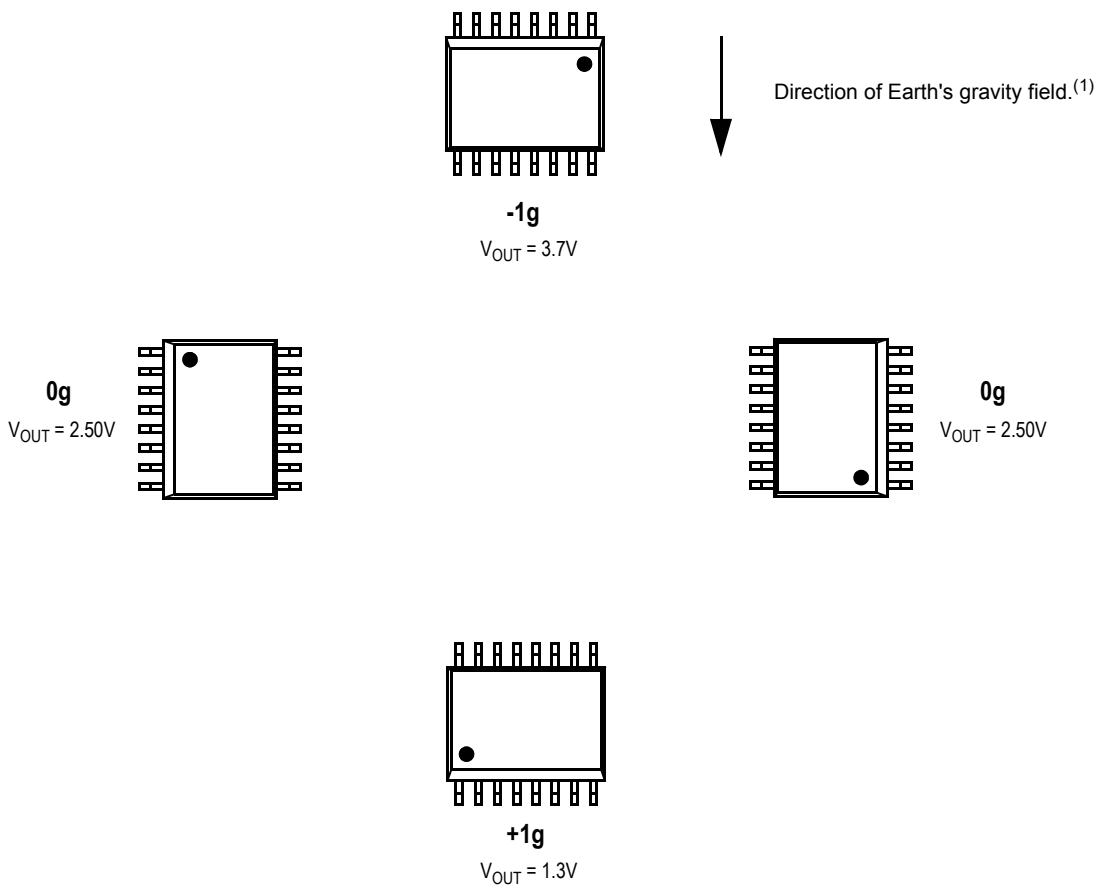 Direction of Earth's gravity field.(1)
-1g
VOUT = 3.7V
0g
VOUT = 2.50V
0g
VOUT = 2.50V
+1g
VOUT = 1.3V